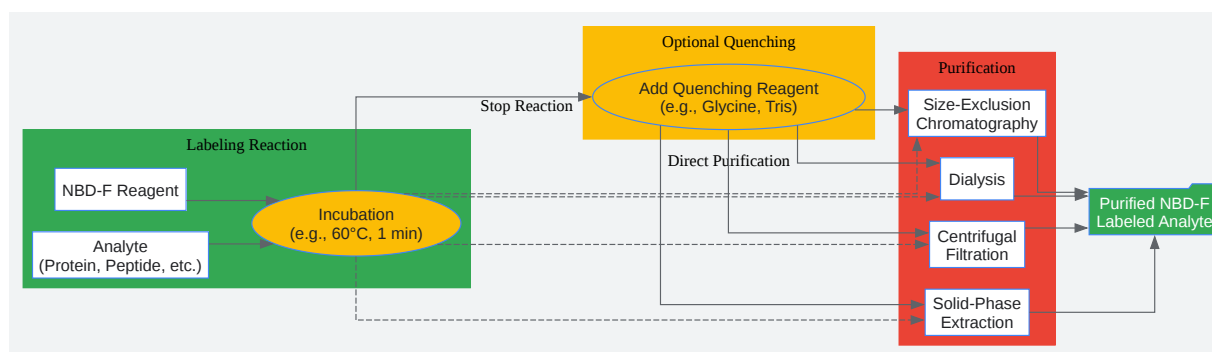 Optional Quenching
Add Quenching Reagent
(e.g., Glycine, Tris)
Stop Reaction
Direct Purification
Labeling Reaction
NBD-F Reagent
Analyte
(Protein, Peptide, etc.)
Incubation
(e.g., 60°C, 1 min)
Purification
Size-Exclusion
Chromatography
Dialysis
Centrifugal
Filtration
Solid-Phase
Extraction
Purified NBD-F
Labeled Analyte